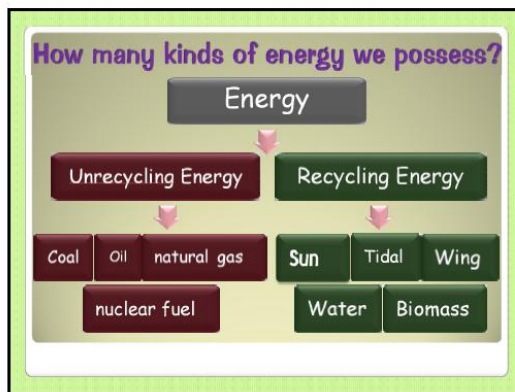 How many kinds of energy we possess?
Energy
Unrecycling Energy
Recycling Energy
Coal
Oil
natural gas
nuclear fuel
Sun
Tidal
Wing
Water
Biomass